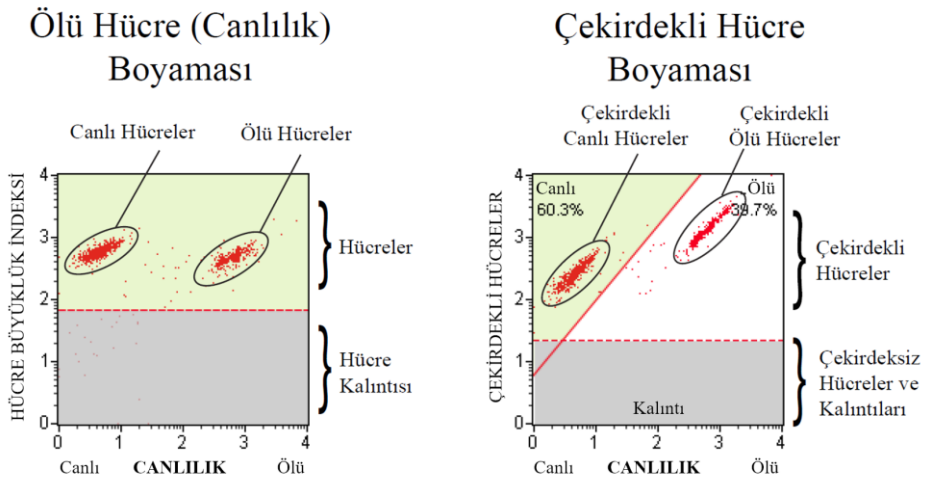 Ölü Hücre (Canlılık)
Boyaması
Canlı Hücreler
Ölü Hücreler
HÜCRE BÜYÜKLÜK İNDEKSİ
4
3
2
1
0
Hücreler
Hücre
Kalıntısı
0
1
2
3
4
Canlı
CANLILIK
Ölü
Çekirdekli Hücre
Boyaması
Çekirdekli
Canlı Hücreler
Çekirdekli
Ölü Hücreler
ÇEKİRDEKLİ HÜCRELER
4
3
2
1
0
Canlı
60.3%
Ölü
39.7%
Çekirdekli
Hücreler
Çekirdeksiz
Hücreler ve
Kalıntıları
Kalıntı
0
1
2
3
4
Canlı
CANLILIK
Ölü